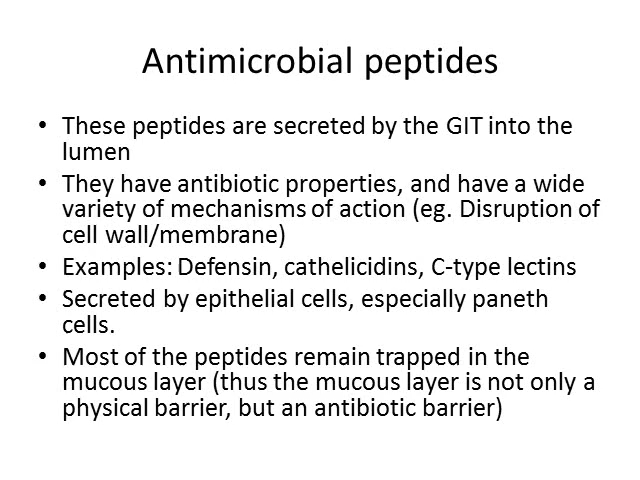 Antimicrobial peptides
• These peptides are secreted by the GIT into the
lumen
• They have antibiotic properties, and have a wide
variety of mechanisms of action (eg. Disruption of
cell wall/membrane)
• Examples: Defensin, cathelicidins, C-type lectins
• Secreted by epithelial cells, especially paneth
cells.
• Most of the peptides remain trapped in the
mucous layer (thus the mucous layer is not only a
physical barrier, but an antibiotic barrier)